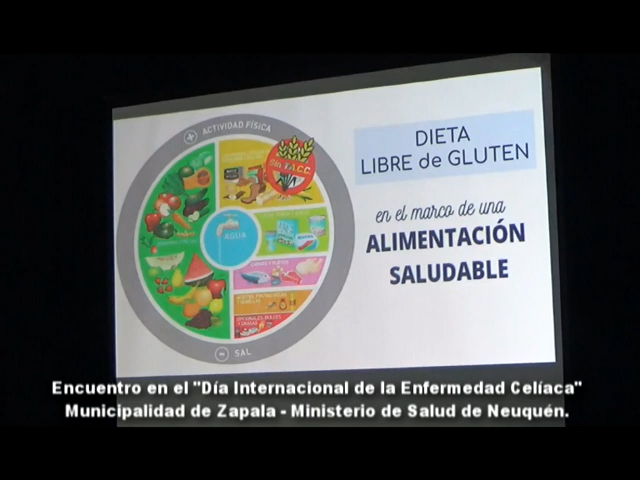 ACTIVIDAD FÍSICA
Sin T.A.C.C.
AGUA
SAL
DIETA
LIBRE de GLUTEN
en el marco de una
ALIMENTACIÓN
SALUDABLE
Encuentro en el "Día Internacional de la Enfermedad Celíaca"
Municipalidad de Zapala - Ministerio de Salud de Neuquén.